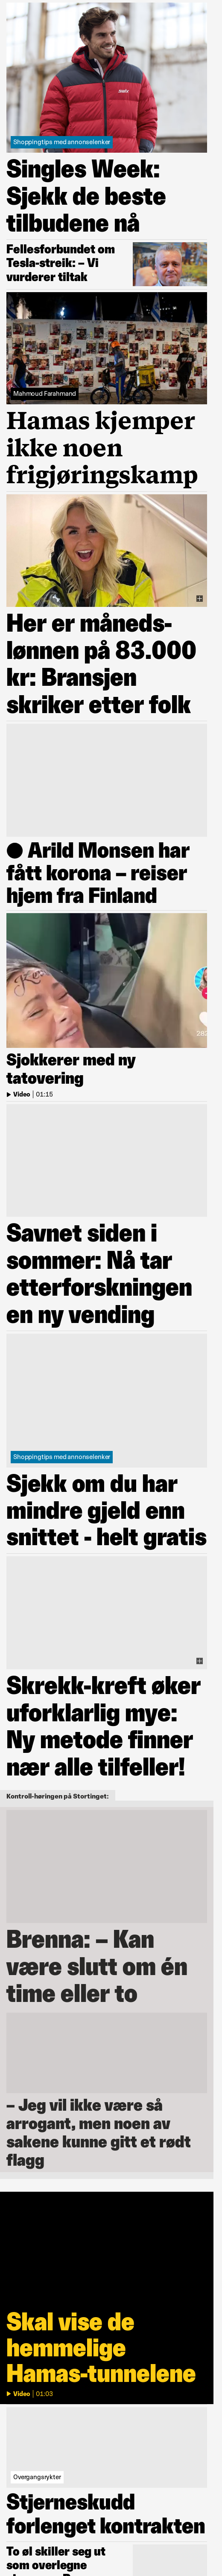 Shoppingtips med annonselenker
Singles Week:
Sjekk de beste
tilbudene nå
Fellesforbundet om
Tesla-streik: – Vi
vurderer tiltak
Mahmoud Farahmand
Hamas kjemper
ikke noen
frigjøringskamp
Her er måneds-
lønnen på 83.000
kr: Bransjen
skriker etter folk
● Arild Monsen har
fått korona – reiser
hjem fra Finland
Sjokkerer med ny
tatovering
Video | 01:15
Savnet siden i
sommer: Nå tar
etterforskningen
en ny vending
Shoppingtips med annonselenker
Sjekk om du har
mindre gjeld enn
snittet - helt gratis
Skrekk-kreft øker
uforklarlig mye:
Ny metode finner
nær alle tilfeller!
Kontroll-høringen på Stortinget:
Brenna: – Kan
være slutt om én
time eller to
– Jeg vil ikke være så
arrogant, men noen av
sakene kunne gitt et rødt
flagg
Skal vise de
hemmelige
Hamas-tunnelene
Video | 01:03
Overgangsrykter
Stjerneskudd
forlenget kontrakten
To øl skiller seg ut
som overlegne